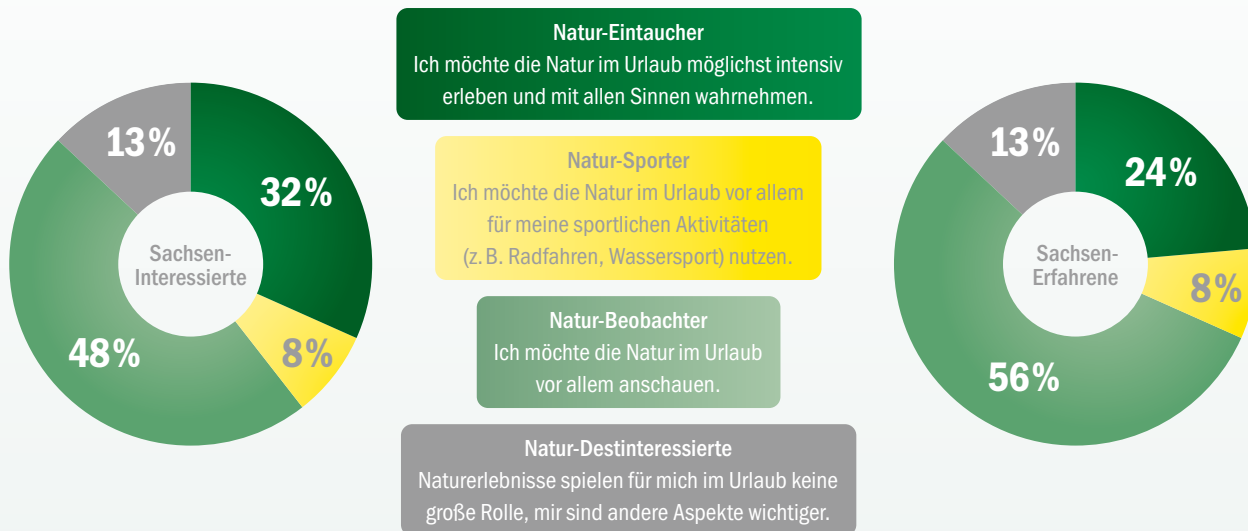 13%
32%
Sachsen-
Interessierte
48%
8%
Natur-Eintaucher
Ich möchte die Natur im Urlaub möglichst intensiv
erleben und mit allen Sinnen wahrnehmen.
Natur-Sporter
Ich möchte die Natur im Urlaub vor allem
für meine sportlichen Aktivitäten
(z. B. Radfahren, Wassersport) nutzen.
Natur-Beobachter
Ich möchte die Natur im Urlaub
vor allem anschauen.
Natur-Destinteressierte
Naturerlebnisse spielen für mich im Urlaub keine
große Rolle, mir sind andere Aspekte wichtiger.
13%
24%
Sachsen-
Erfahrene
8%
56%